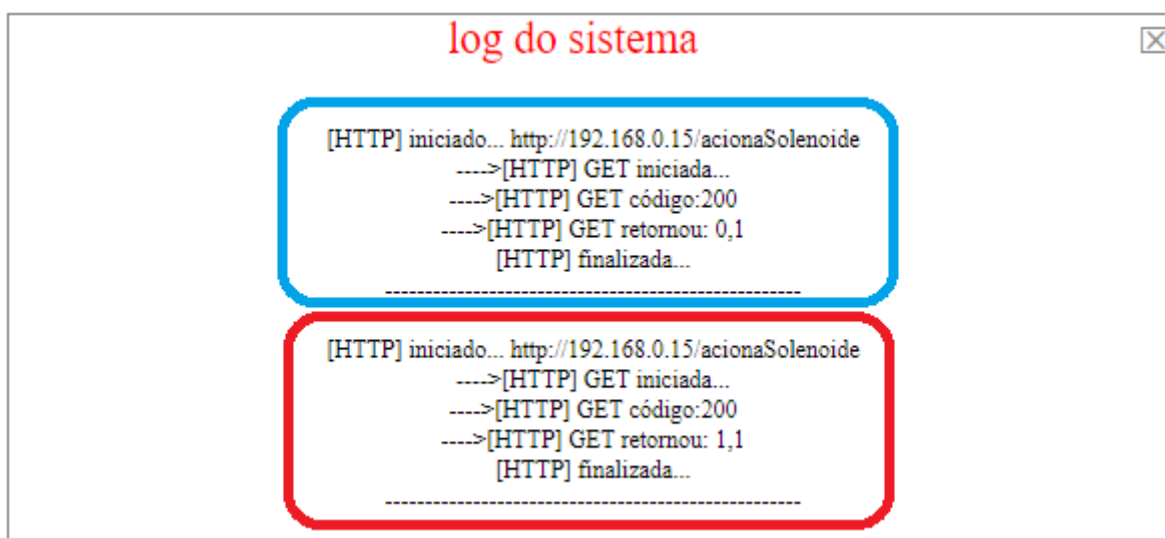 log do sistema
[HTTP] iniciado... http://192.168.0.15/acionaSolenoide
---->[HTTP] GET iniciada...
---->[HTTP] GET código:200
---->[HTTP] GET retornou: 0,1
[HTTP] finalizada...
----------------------------------------------------
[HTTP] iniciado... http://192.168.0.15/acionaSolenoide
---->[HTTP] GET iniciada...
---->[HTTP] GET código:200
---->[HTTP] GET retornou: 1,1
[HTTP] finalizada...
----------------------------------------------------